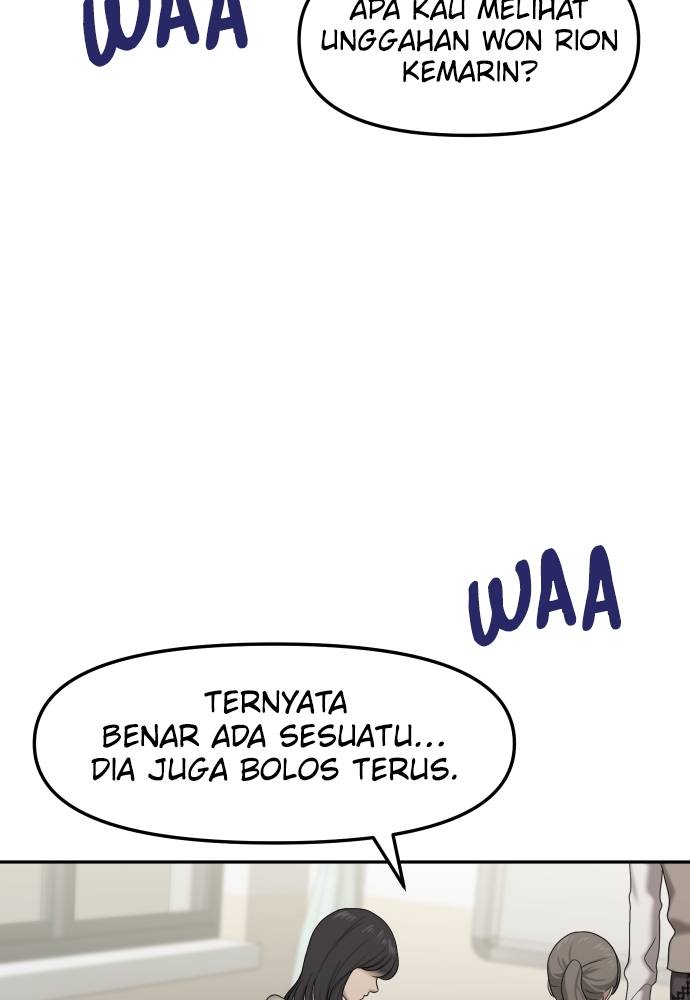 WAA
APA KAU MELIHAT
UNGGAHAN WON RION
KEMARIN?
WAA
TERNYATA
BENAR ADA SESUATU...
DIA JUGA BOLOS TERUS.